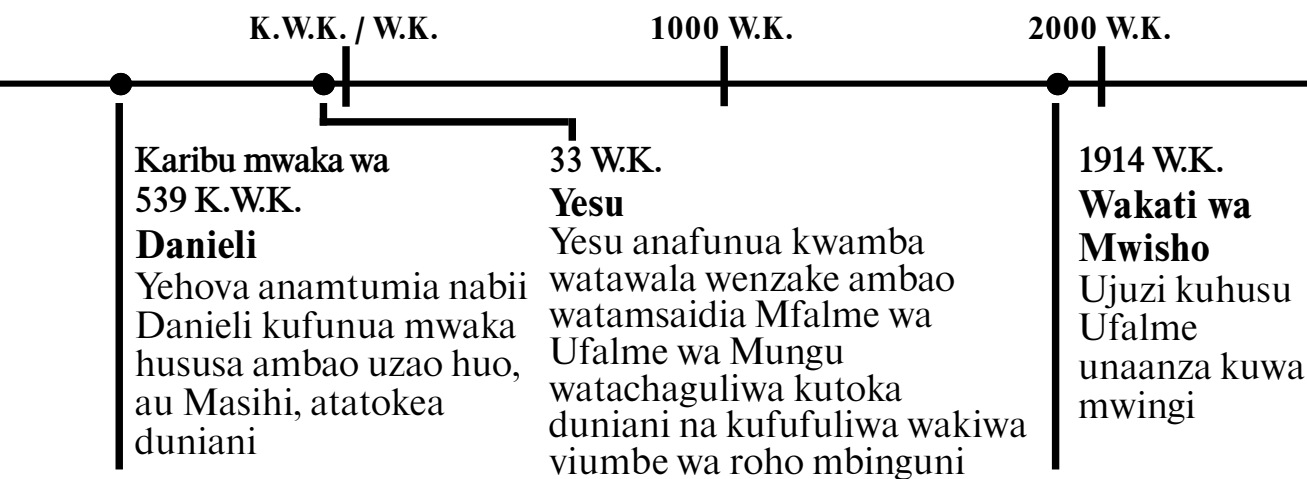 K.W.K. / W.K.
1000 W.K.
2000 W.K.
Karibu mwaka wa
539 K.W.K.
Danieli
Yehova anamtumia nabii
Danieli kufunua mwaka
hususa ambao uzao huo,
au Masihi, atatokea
duniani
33 W.K.
Yesu
Yesu anafunua kwamba
watawala wenzake ambao
watamsaidia Mfalme wa
Ufalme wa Mungu
watachaguliwa kutoka
duniani na kufufuliwa wakiwa
viumbe wa roho mbinguni
1914 W.K.
Wakati wa
Mwisho
Ujuzi kuhusu
Ufalme
unaanza kuwa
mwingi